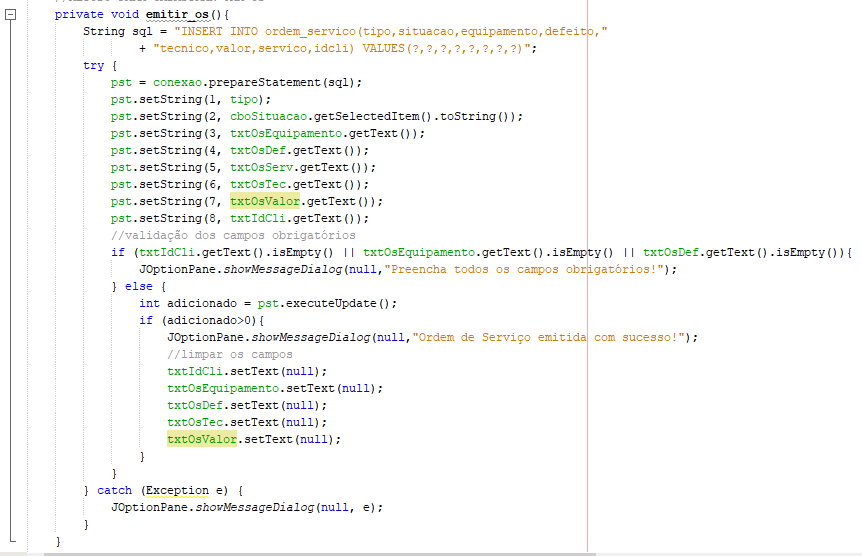 private void emitir_os(){
String sql = "INSERT INTO ordem_servico(tipo,situacao,equipamento,defeito,"
+ "tecnico,valor,servico,idcli) VALUES(?,?,?,?,?,?,?,?)";
try {
pst = conexao.prepareStatement(sql);
pst.setString(1, tipo);
pst.setString(2, cboSituacao.getSelectedItem().toString());
pst.setString(3, txtOsEquipamento.getText());
pst.setString(4, txtOsDef.getText());
pst.setString(5, txtOsServ.getText());
pst.setString(6, txtOsTec.getText());
pst.setString(7, txtOsValor.getText());
pst.setString(8, txtIdCli.getText());
//validação dos campos obrigatórios
if (txtIdCli.getText().isEmpty() || txtOsEquipamento.getText().isEmpty() || txtOsDef.getText().isEmpty()){
JOptionPane.showMessageDialog(null,"Preencha todos os campos obrigatórios!");
} else {
int adicionado = pst.executeUpdate();
if (adicionado>0){
JOptionPane.showMessageDialog(null,"Ordem de Serviço emitida com sucesso!");
//limpar os campos
txtIdCli.setText(null);
txtOsEquipamento.setText(null);
txtOsDef.setText(null);
txtOsTec.setText(null);
txtOsValor.setText(null);
}
}
} catch (Exception e) {
JOptionPane.showMessageDialog(null, e);
}
}